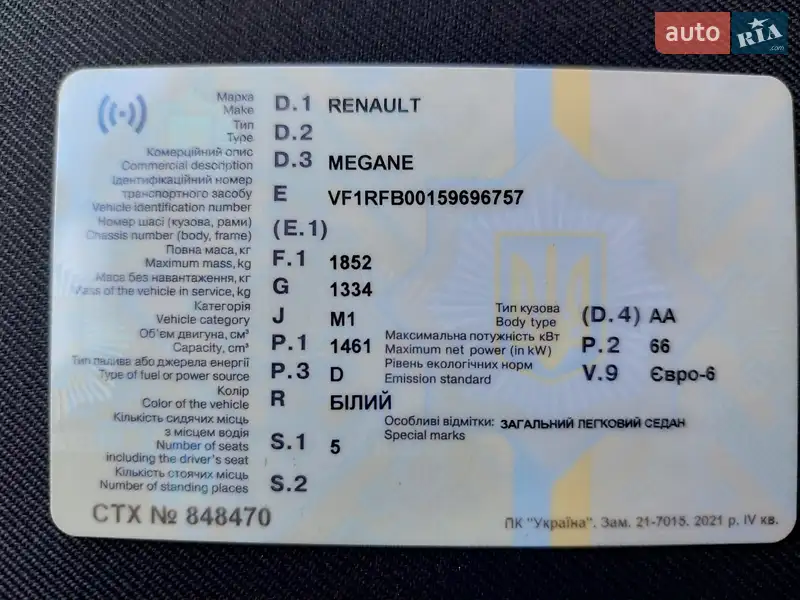 auto RIA .com
Марка
Make D.1 RENAULT
Тип
Type D.2
Комерційний опис
Commercial description D.3 MEGANE
Ідентифікаційний номер
транспортного засобу
Vehicle identification number E VF1RFB00159696757
Номер шасі (кузова, рами)
Chassis number (body, frame) (E.1)
Повна маса, кг
Maximum mass, kg F.1 1852
Маса без навантаження, кг
Mass of the vehicle in service, kg G 1334
Категорія
Vehicle category J M1
Тип кузова
Body type (D.4) AA
Об'єм двигуна, см³
Capacity, cm³ P.1 1461
Максимальна потужність кВт
Maximum net power (in kW) P.2 66
Тип палива або джерела енергії
Type of fuel or power source P.3 D
Рівень екологічних норм
Emission standard V.9 Євро-6
Колір
Color of the vehicle R БІЛИЙ
Особливі відмітки: ЗАГАЛЬНИЙ ЛЕГКОВИЙ СЕДАН
Special marks
Кількість сидячих місць
з місцем водія
Number of seats
including the driver's seat S.1 5
Кількість стоячих місць
Number of standing places S.2
СТХ № 848470
ПК "Україна". Зам. 21-7015. 2021 р. IV кв.